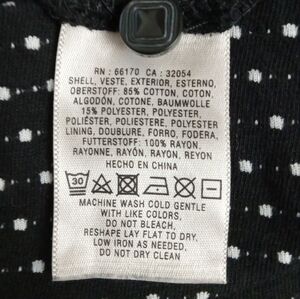 RN : 66170 CA : 32054
SHELL, VESTE, EXTERIOR, ESTERNO,
OBERSTOFF: 85% COTTON, COTON,
ALGODÓN, COTONE, BAUMWOLLE
15% POLYESTER, POLYESTER,
POLIÉSTER, POLIESTERE, POLYESTER
LINING, DOUBLURE, FORRO, FODERA,
FUTTERSTOFF: 100% RAYON,
RAYONNE, RAYÓN, RAYON, REYON
HECHO EN CHINA
30
MACHINE WASH COLD GENTLE
WITH LIKE COLORS,
DO NOT BLEACH,
RESHAPE LAY FLAT TO DRY.
LOW IRON AS NEEDED,
DO NOT DRY CLEAN